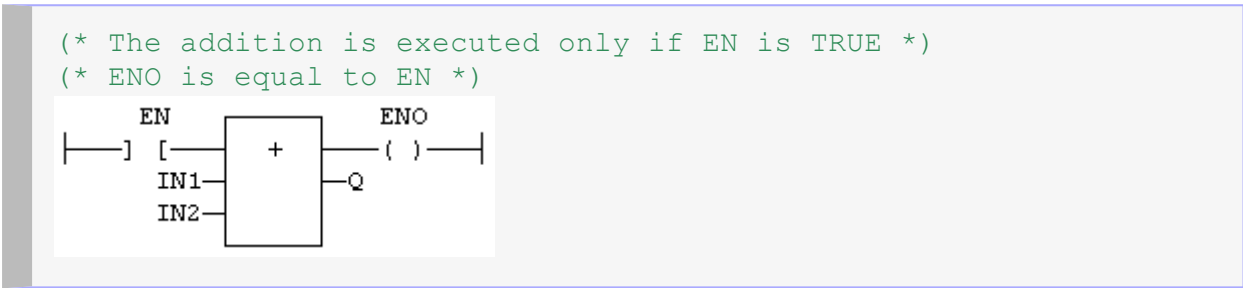 (* The addition is executed only if EN is TRUE *)
(* ENO is equal to EN *)
EN ENO
] [ + ( )
IN1 Q
IN2